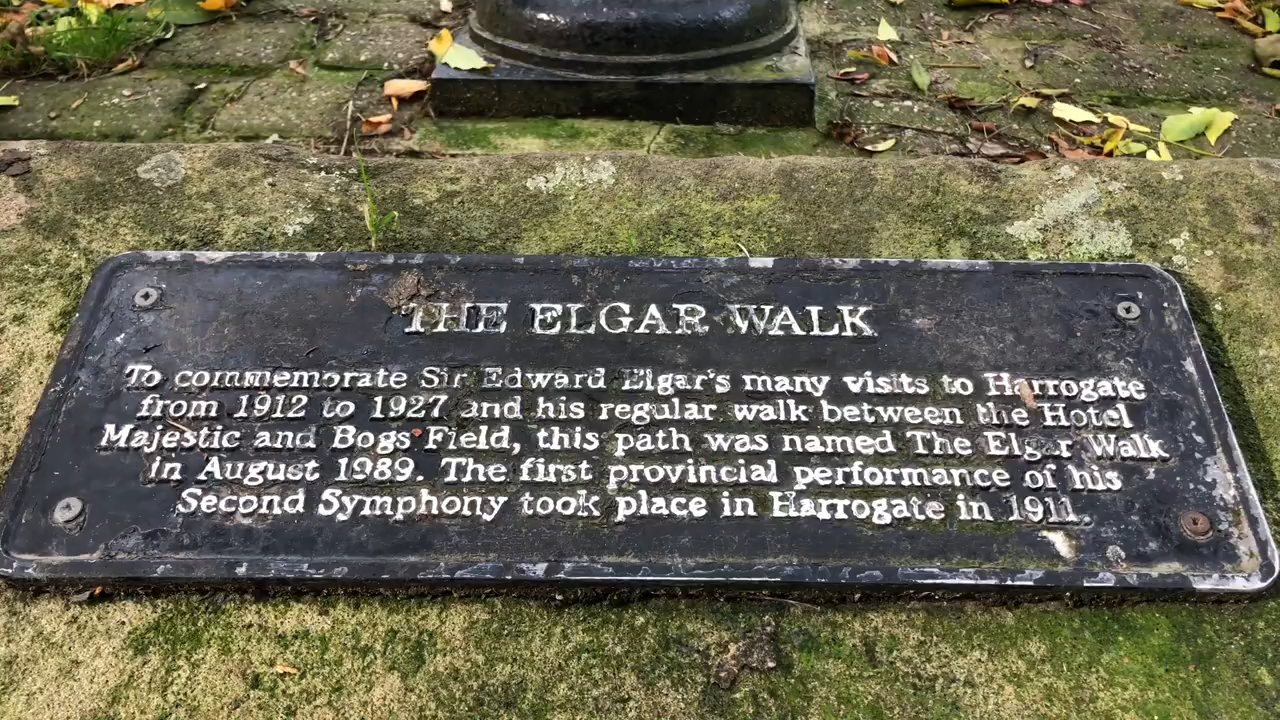 THE ELGAR WALK
To commemorate Sir Edward Elgar's many visits to Harrogate
from 1912 to 1927 and his regular walk between the Hotel
Majestic and Bogs Field, this path was named The Elgar Walk
in August 1989. The first provincial performance of his
Second Symphony took place in Harrogate in 1911.